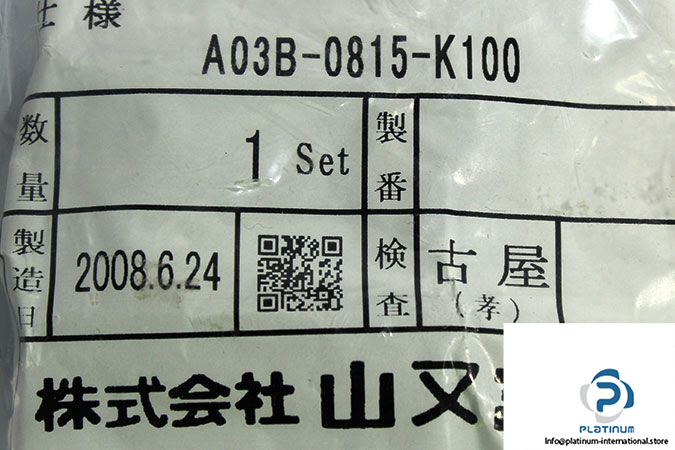 仕様
A03B-0815-K100
数量
1 Set
製番
製造日
2008.6.24
検査
古屋
(孝)
株式会社 山又
PLATINUM
Info@platinum-international.store